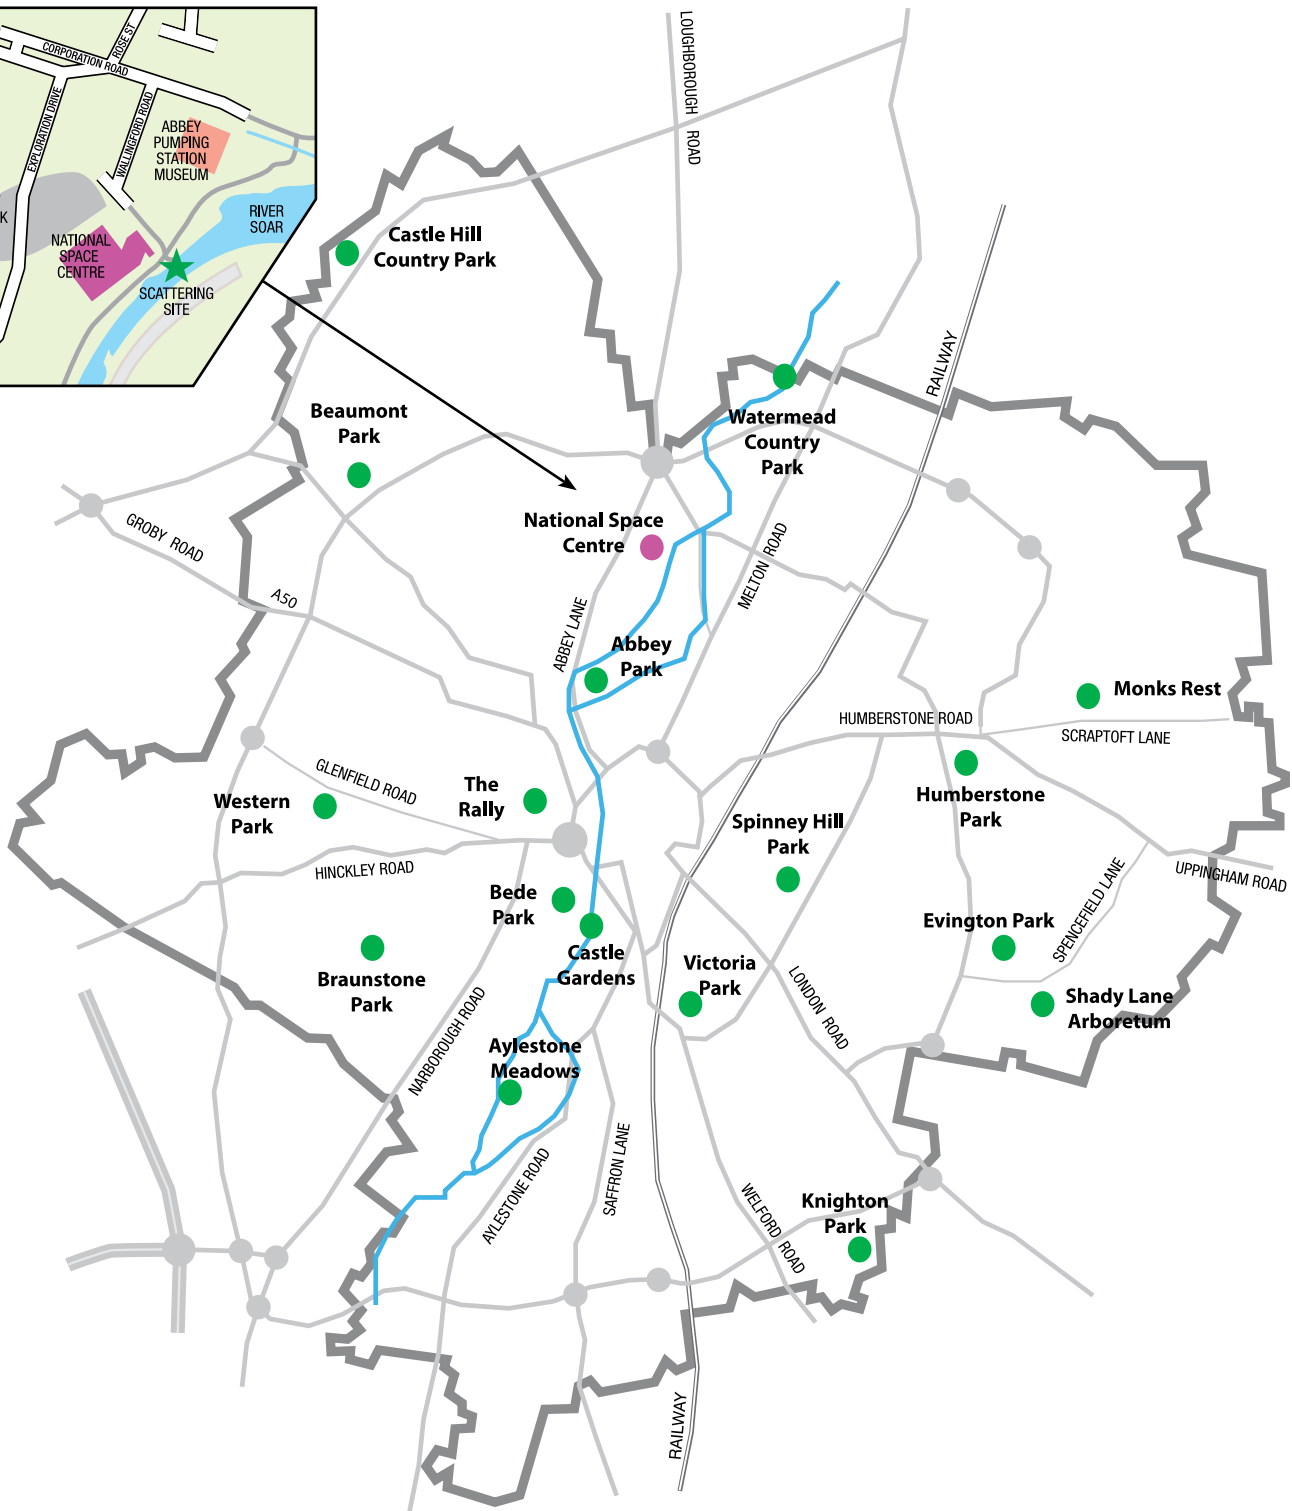 ROSE ST
CORPORATION ROAD
EXPLORATION DRIVE
WALLINGFORD ROAD
ABBEY
PUMPING
STATION
MUSEUM
K
RIVER
SOAR
NATIONAL
SPACE
CENTRE
SCATTERING
SITE
LOUGHBOROUGH ROAD
Castle Hill
Country Park
RAILWAY
Beaumont
Park
Watermead
Country
Park
GROBY ROAD
National Space
Centre
MELTON ROAD
A50
ABBEY LANE
Abbey
Park
Monks Rest
HUMBERSTONE ROAD
SCRAPTOFT LANE
GLENFIELD ROAD
The
Rally
Western
Park
Humberstone
Park
Spinney Hill
Park
HINCKLEY ROAD
UPPINGHAM ROAD
SPENCEFIELD LANE
Bede
Park
Evington Park
Castle
Gardens
Victoria
Park
Braunstone
Park
LONDON ROAD
Shady Lane
Arboretum
NARBOROUGH ROAD
Aylestone
Meadows
SAFFRON LANE
AYLESTONE ROAD
WELFORD ROAD
Knighton
Park
RAILWAY